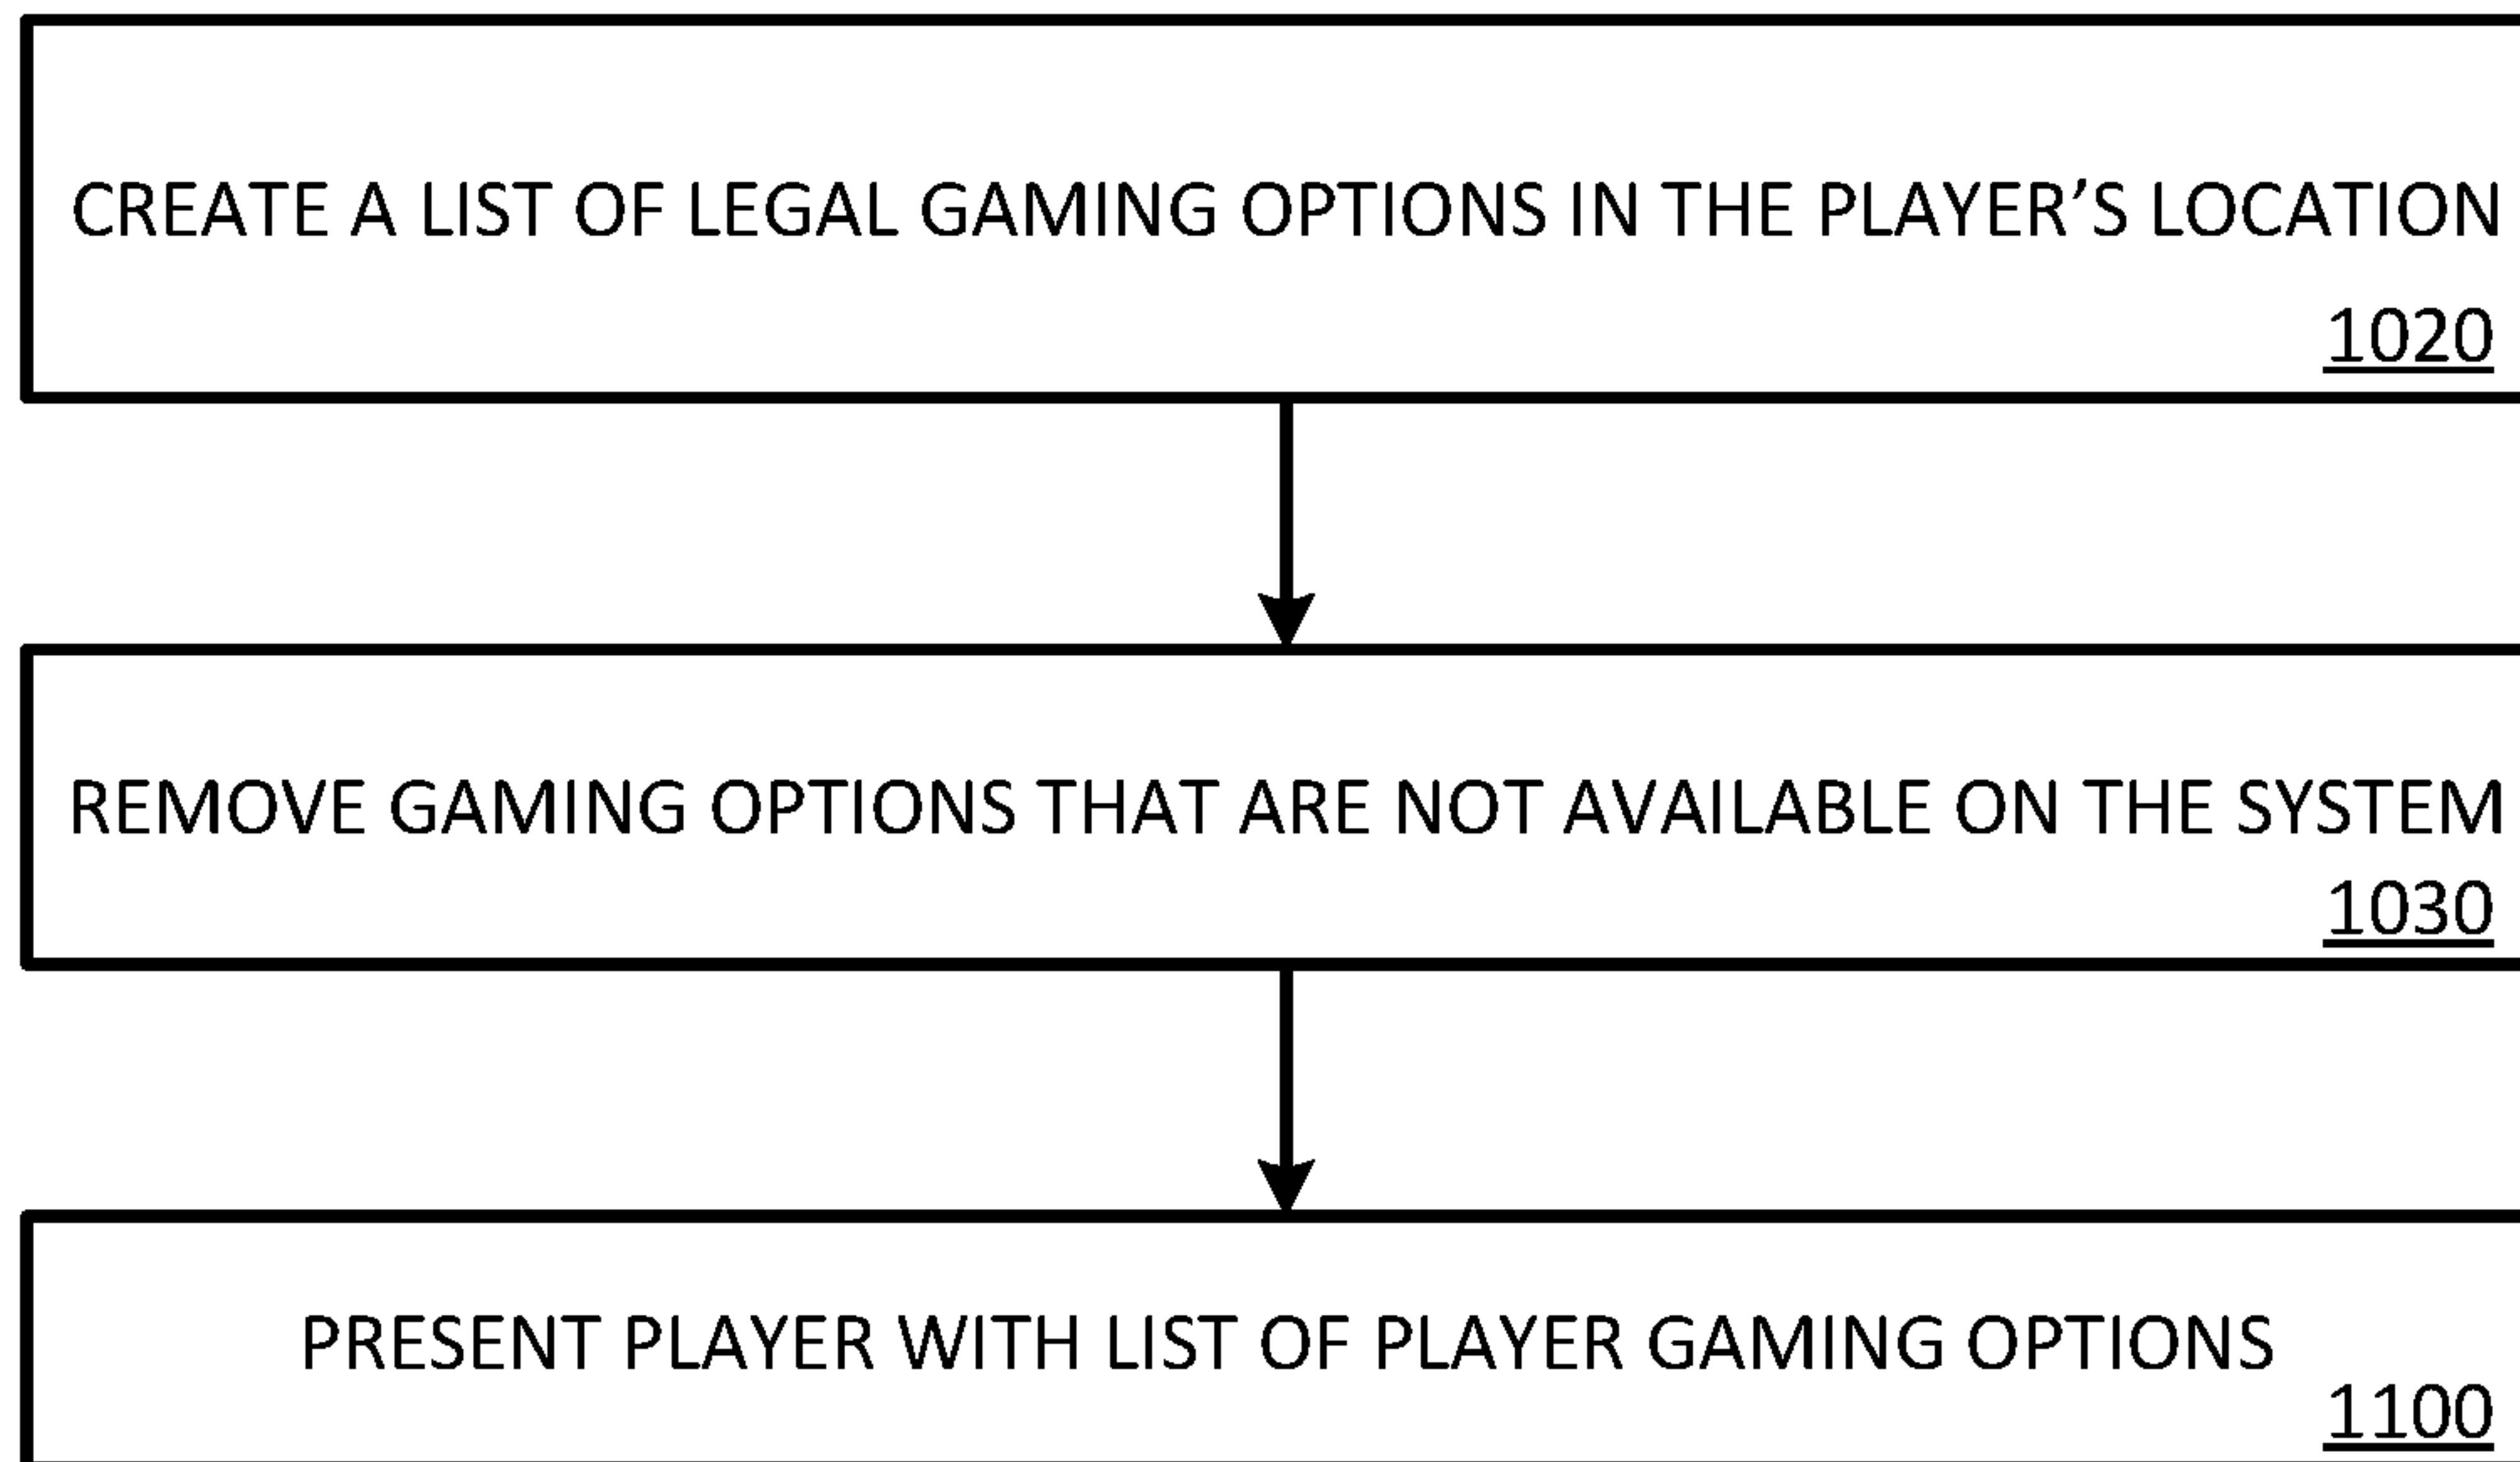 CREATE A LIST OF LEGAL GAMING OPTIONS IN THE PLAYER’S LOCATION
1020
REMOVE GAMING OPTIONS THAT ARE NOT AVAILABLE ON THE SYSTEM
1030
PRESENT PLAYER WITH LIST OF PLAYER GAMING OPTIONS
1100